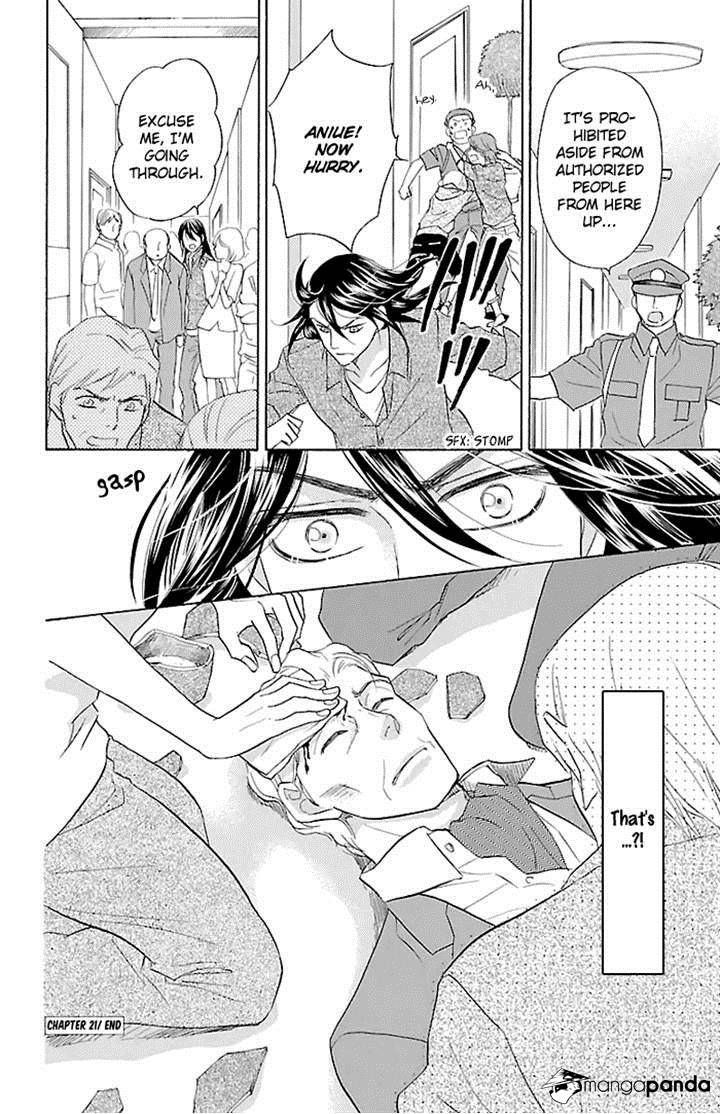 IT'S PRO-
HIBITED
ASIDE FROM
AUTHORIZED
PEOPLE
FROM HERE
UP...
Ah,
hey,
ANIUE!
NOW
HURRY.
SFX: STOMP
EXCUSE
ME, I'M
GOING
THROUGH.
gasp
That's
...?!
CHAPTER 21/ END
mangapanda